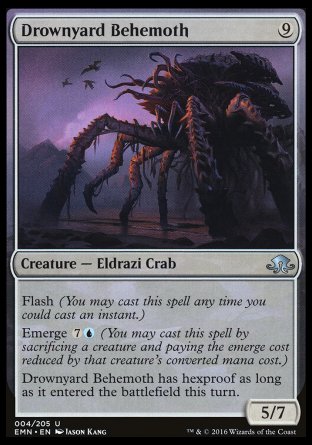 Drownyard Behemoth 9
Creature — Eldrazi Crab
Flash (You may cast this spell any time you
could cast an instant.)
Emerge 7 (You may cast this spell by
sacrificing a creature and paying the emerge cost
reduced by that creature's converted mana cost.)
Drownyard Behemoth has hexproof as long
as it entered the battlefield this turn.
5/7
004/205 U
EMN • EN Jason Kang
™ & © 2016 Wizards of the Coast